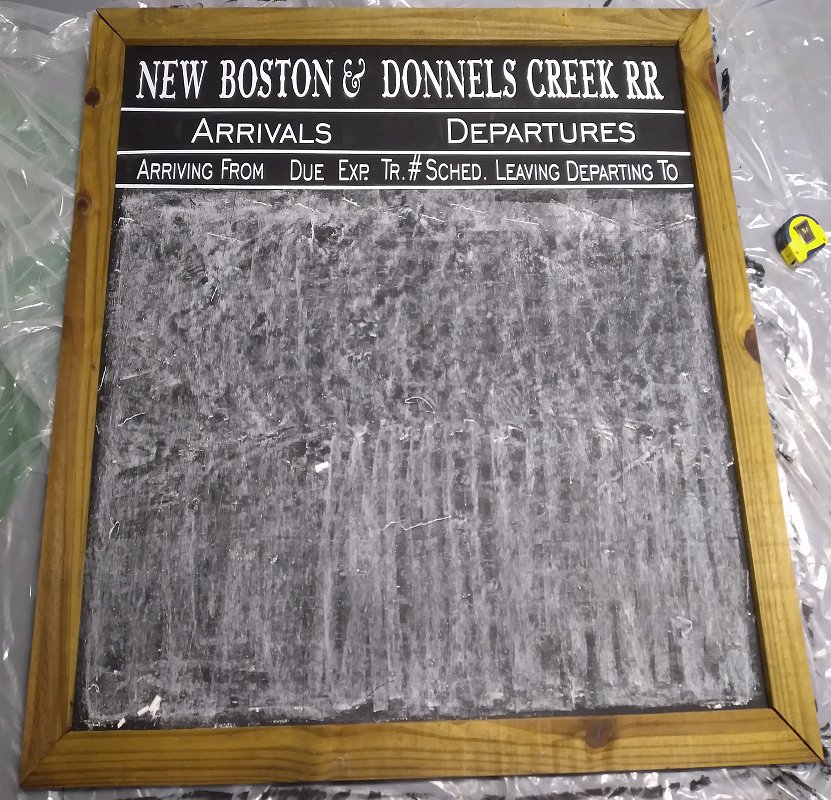 NEW BOSTON & DONNELS CREEK RR
ARRIVALS DEPARTURES
ARRIVING FROM DUE EXP. TR.# SCHED. LEAVING DEPARTING TO